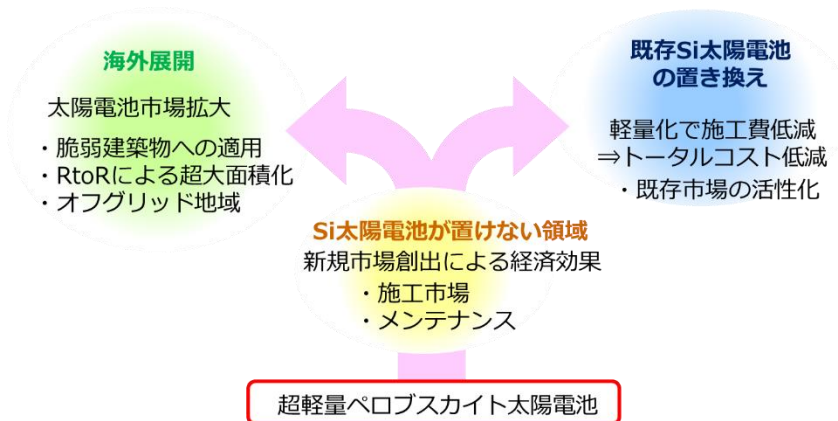 海外展開
太陽電池市場拡大
・脆弱建築物への適用
・RtoRによる超大面積化
・オフグリッド地域
既存Si太陽電池
の置き換え
軽量化で施工費低減
⇒トータルコスト低減
・既存市場の活性化
Si太陽電池が置けない領域
新規市場創出による経済効果
・施工市場
・メンテナンス
超軽量ペロブスカイト太陽電池